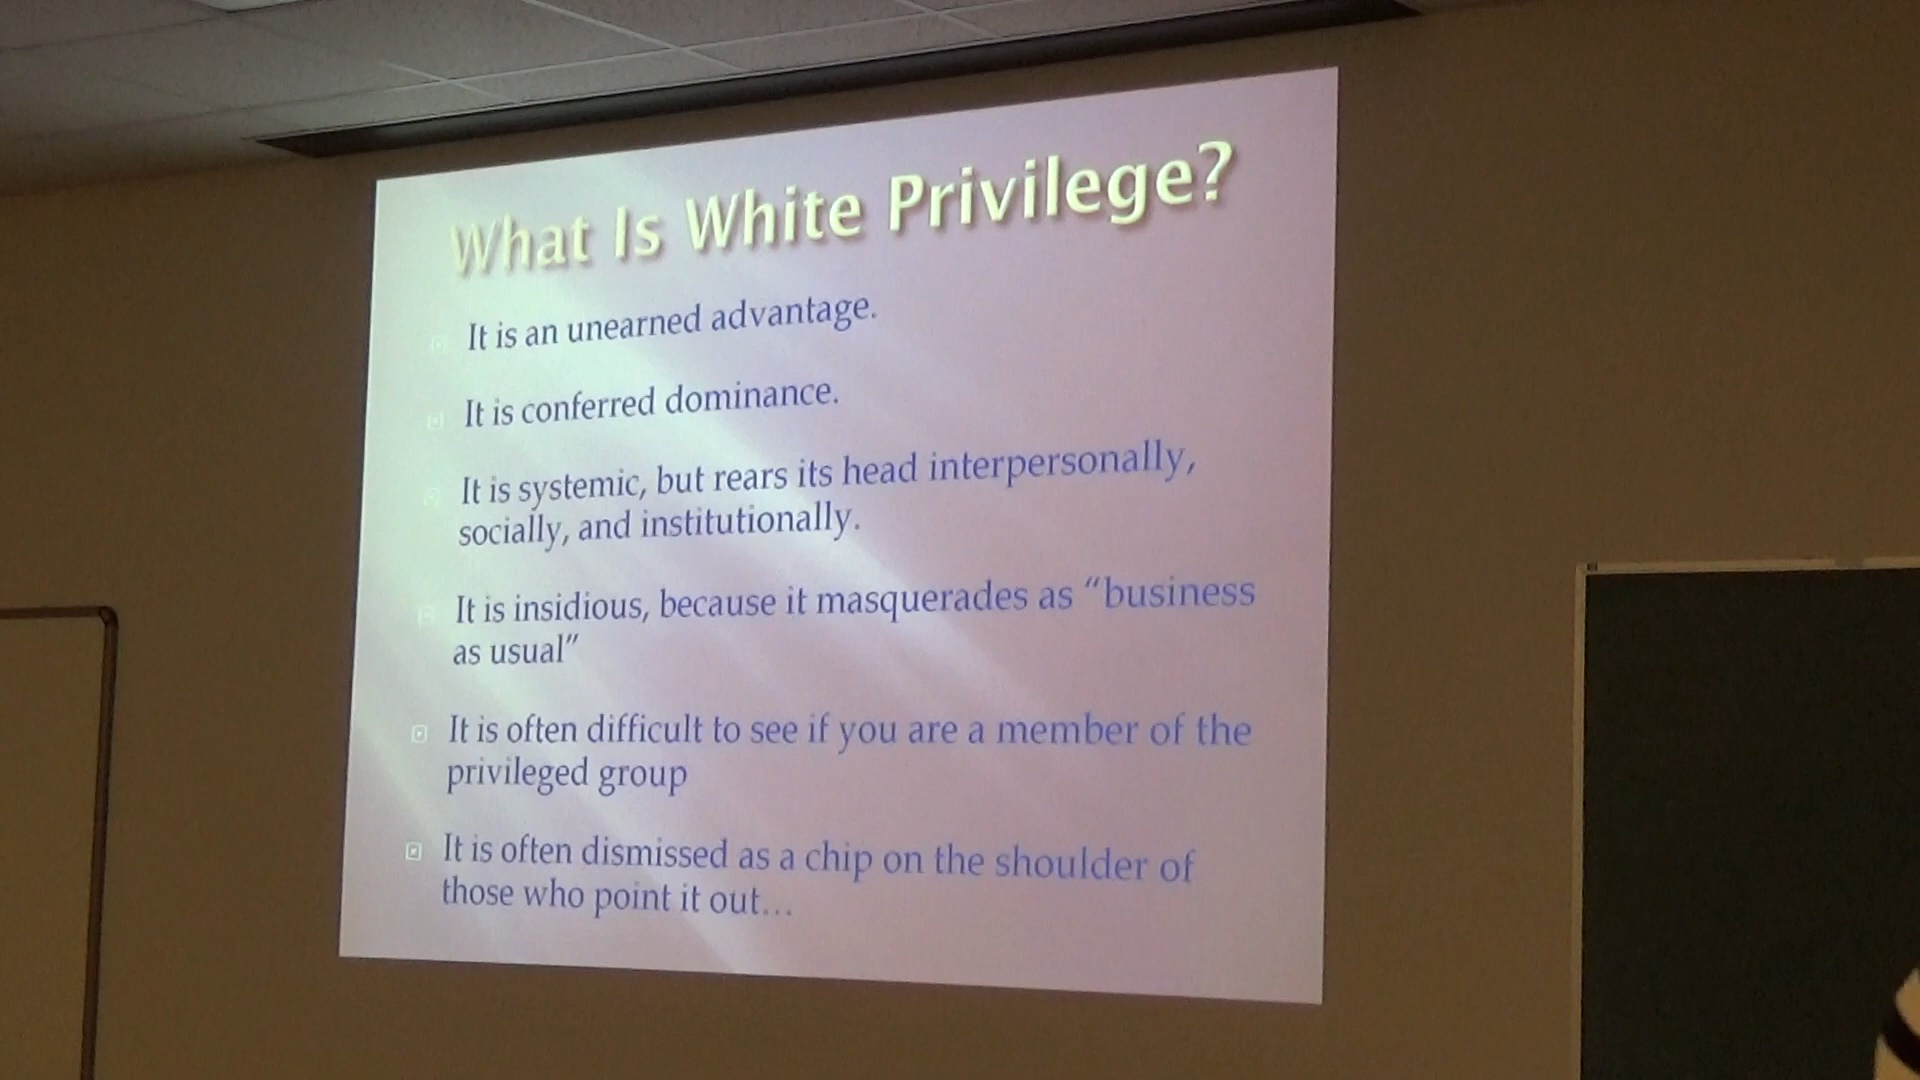 What Is White Privilege?
It is an unearned advantage.
It is conferred dominance.
It is systemic, but rears its head interpersonally,
socially, and institutionally.
It is insidious, because it masquerades as “business
as usual”
It is often difficult to see if you are a member of the
privileged group
It is often dismissed as a chip on the shoulder of
those who point it out...